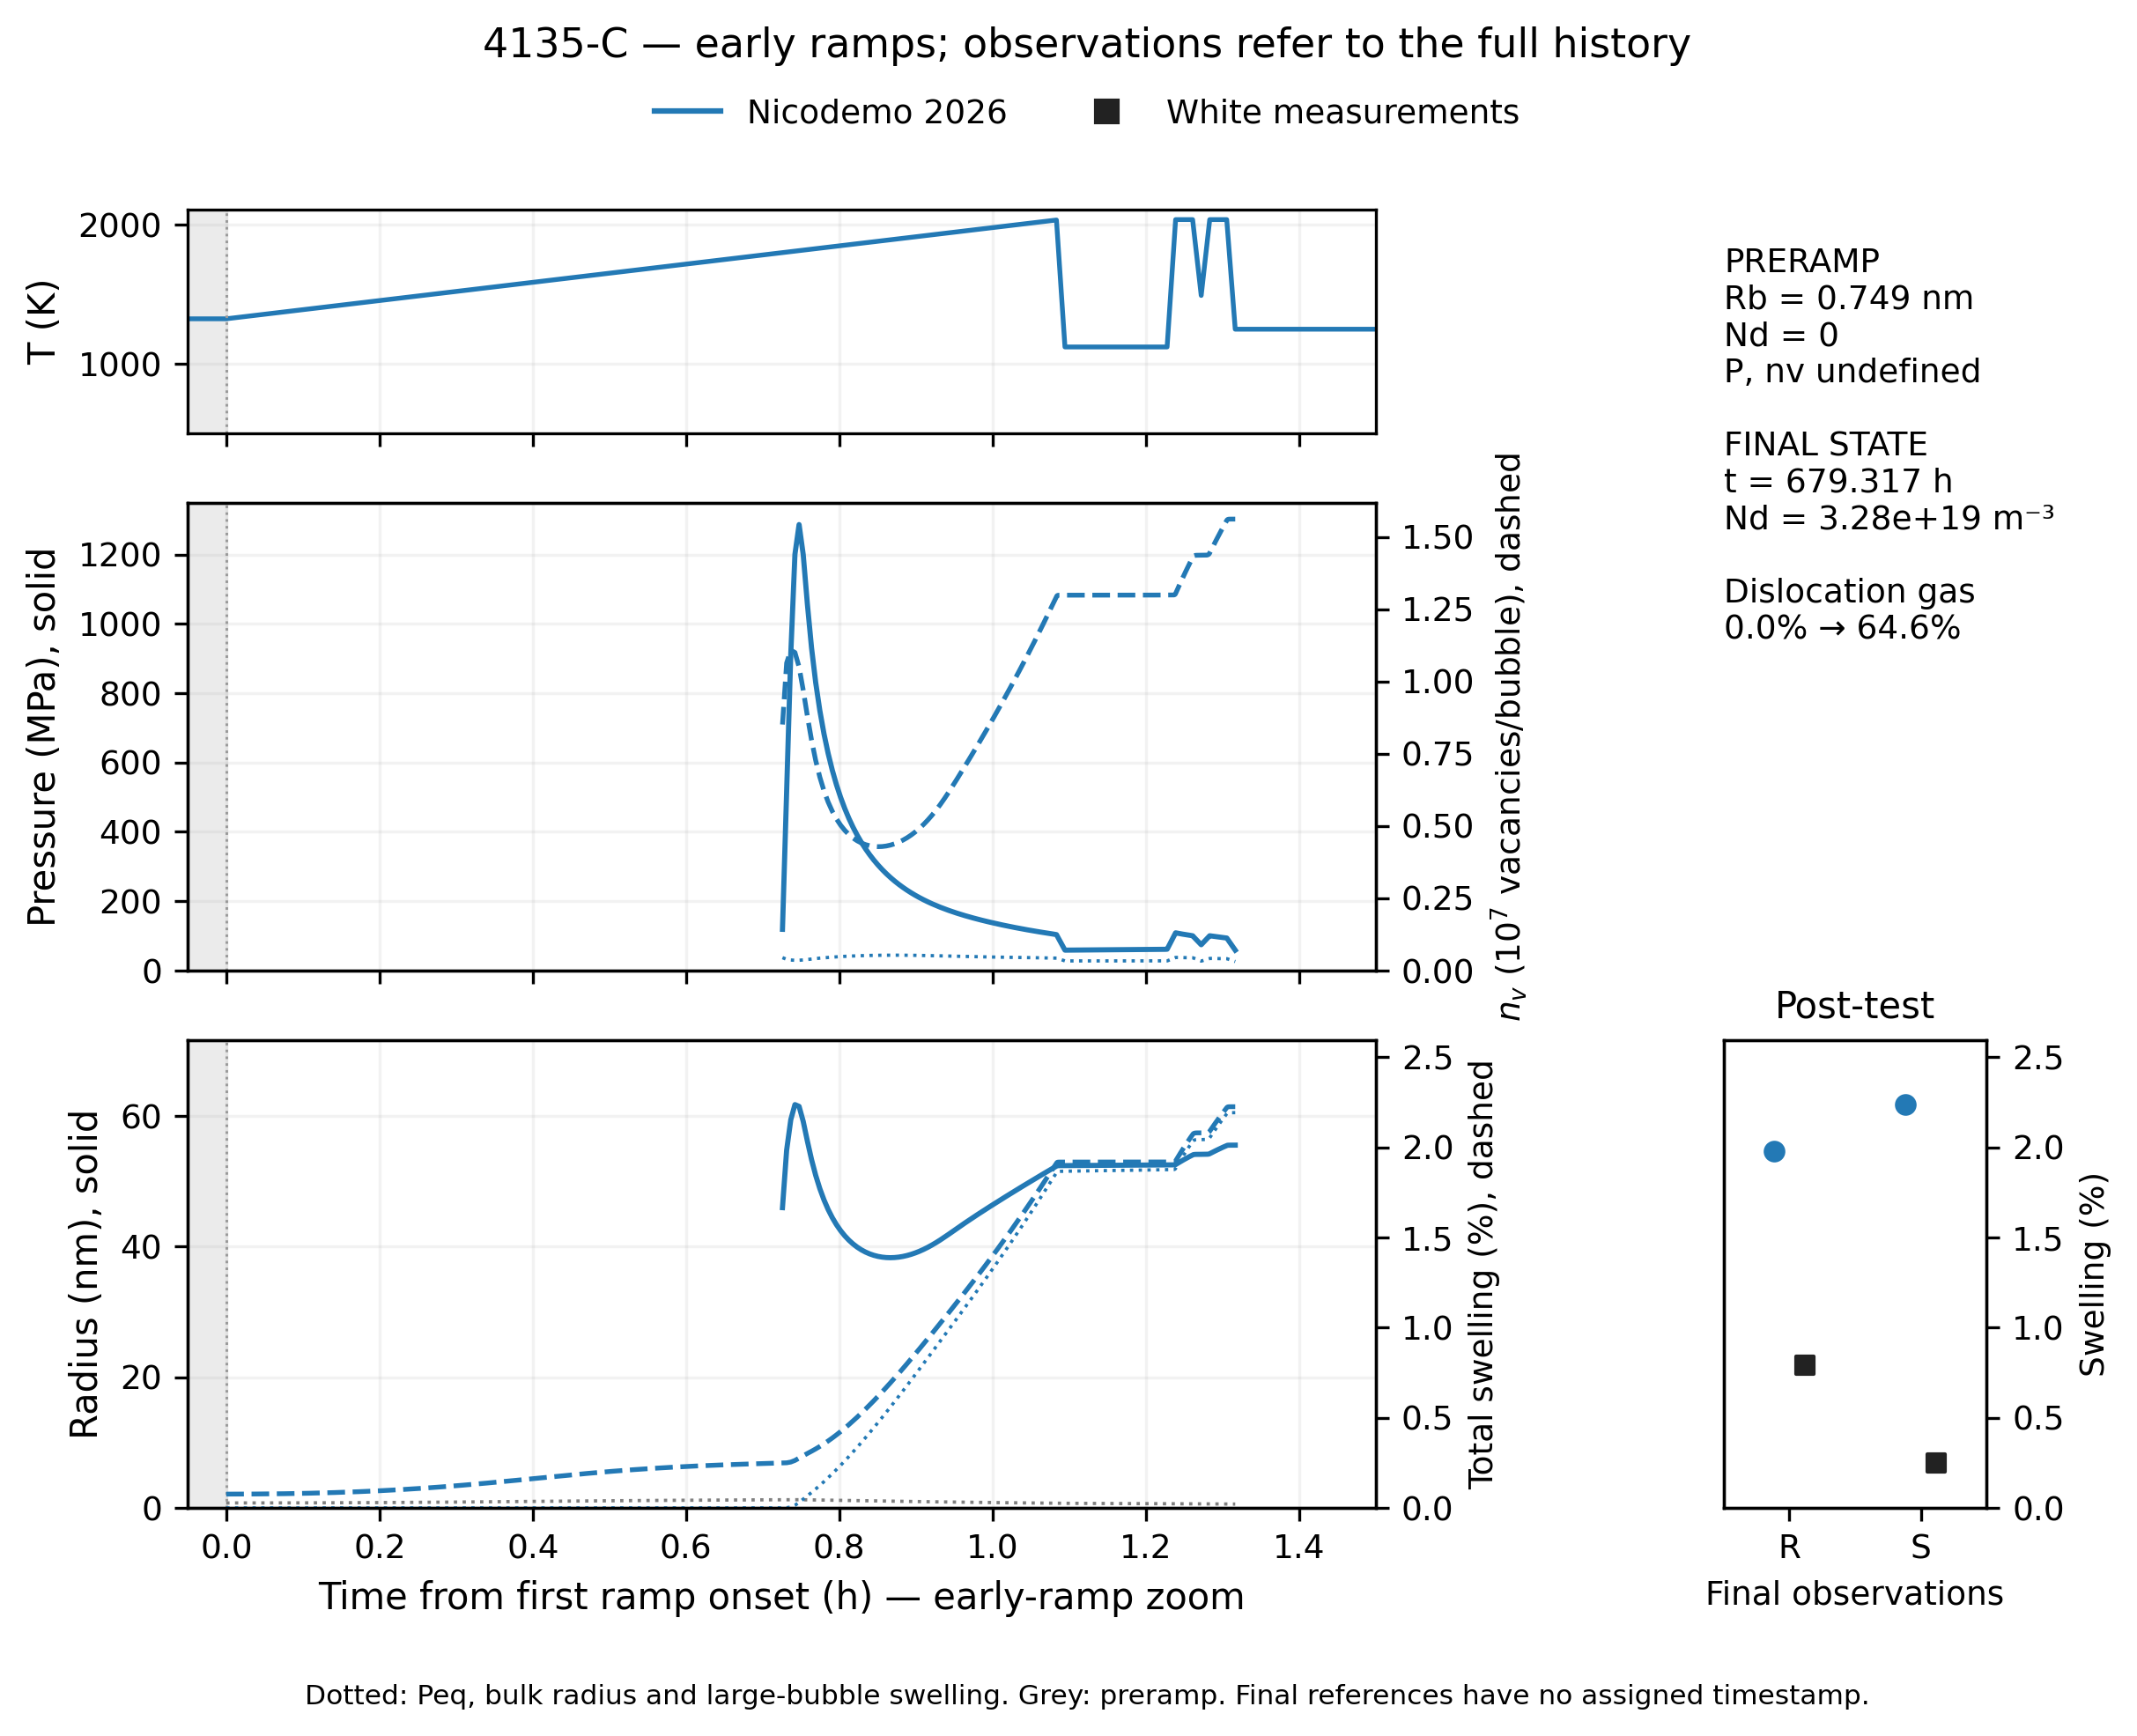 4135-C — early ramps; observations refer to the full history
Nicodemo 2026
White measurements
T (K)
2000
1000
PRERAMP
Rb = 0.749 nm
Nd = 0
P, nv undefined
FINAL STATE
t = 679.317 h
Nd = 3.28e+19 m⁻³
Dislocation gas
0.0% → 64.6%
Pressure (MPa), solid
1200
1000
800
600
400
200
0
1.50
1.25
1.00
0.75
0.50
0.25
0.00
n_v (10^7 vacancies/bubble), dashed
Radius (nm), solid
60
40
20
0
2.5
2.0
1.5
1.0
0.5
0.0
Total swelling (%), dashed
0.0 0.2 0.4 0.6 0.8 1.0 1.2 1.4
Time from first ramp onset (h) — early-ramp zoom
Post-test
2.5
2.0
1.5
1.0
0.5
0.0
Swelling (%)
R S
Final observations
Dotted: Peq, bulk radius and large-bubble swelling. Grey: preramp. Final references have no assigned timestamp.